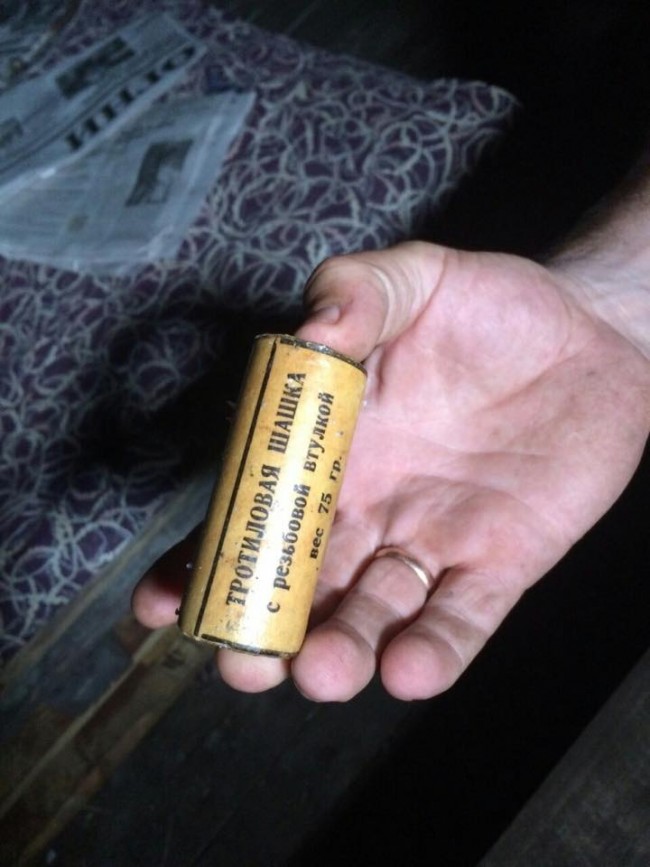 ТРОТИЛОВАЯ ШАШКА
с резьбовой втулкой
вес 75 гр.